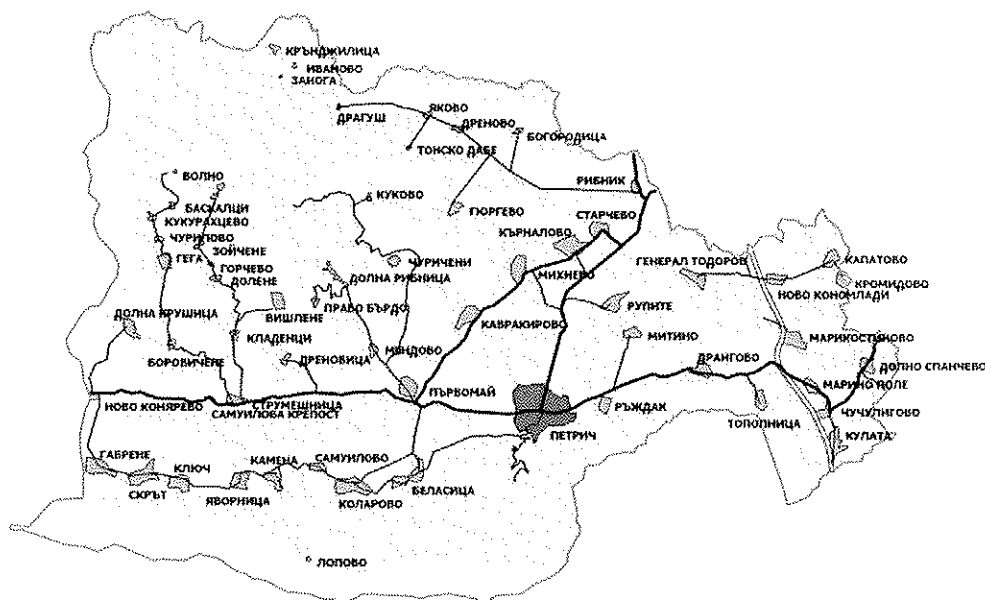 КРЪНДЖИЛИЦА
ИВАНОВО
ЗАНОГА
ДРАГУШ
ЯКОВО
ДРЕНОВО
БОГОРОДИЦА
ТОНСКО ДАБЕ
ВОЛНО
БАСКАЛЦИ
КУКУРАХЦЕВО
ЧУРИЛОВО
ЗОЙЧЕНЕ
ГЕГА
ГОРЧЕВО
ДОЛЕНЕ
КУКОВО
ГЮРГЕВО
РИБНИК
СТАРЧЕВО
КЪРНАЛОВО
ЧУРИЧЕНИ
ДОЛНА РИБНИЦА
МИХНЕВО
ГЕНЕРАЛ ТОДОРОВ
КАПАТОВО
КРОМИДОВО
НОВО КОНОМЛАДИ
ДОЛНА КРУШИЦА
ВИШЛЕНЕ
ПРАВО БЪРДО
КАВРАКИРОВО
РУПИТЕ
КЛАДЕНЦИ
МИТИНО
МАРИКОСТИНОВО
БОРОВИЧЕНЕ
ДРЕНОВИЦА
МЕНДОВО
ДРАНГОВО
ДОЛНО СПАНЧЕВО
МАРИНО ПОЛЕ
ПЪРВОМАЙ
НОВО КОНЯРЕВО
СТРУМЕШНИЦА
САМУИЛОВА КРЕПОСТ
РЪЖДАК
ТОПОЛНИЦА
ЧУЧУЛИГОВО
КУЛАТА
ПЕТРИЧ
ГАБРЕНЕ
КЛЮЧ
КАМЕНА
САМУИЛОВО
СКРЪТ
ЯВОРНИЦА
КОЛАРОВО
БЕЛАСИЦА
ЛОПОВО